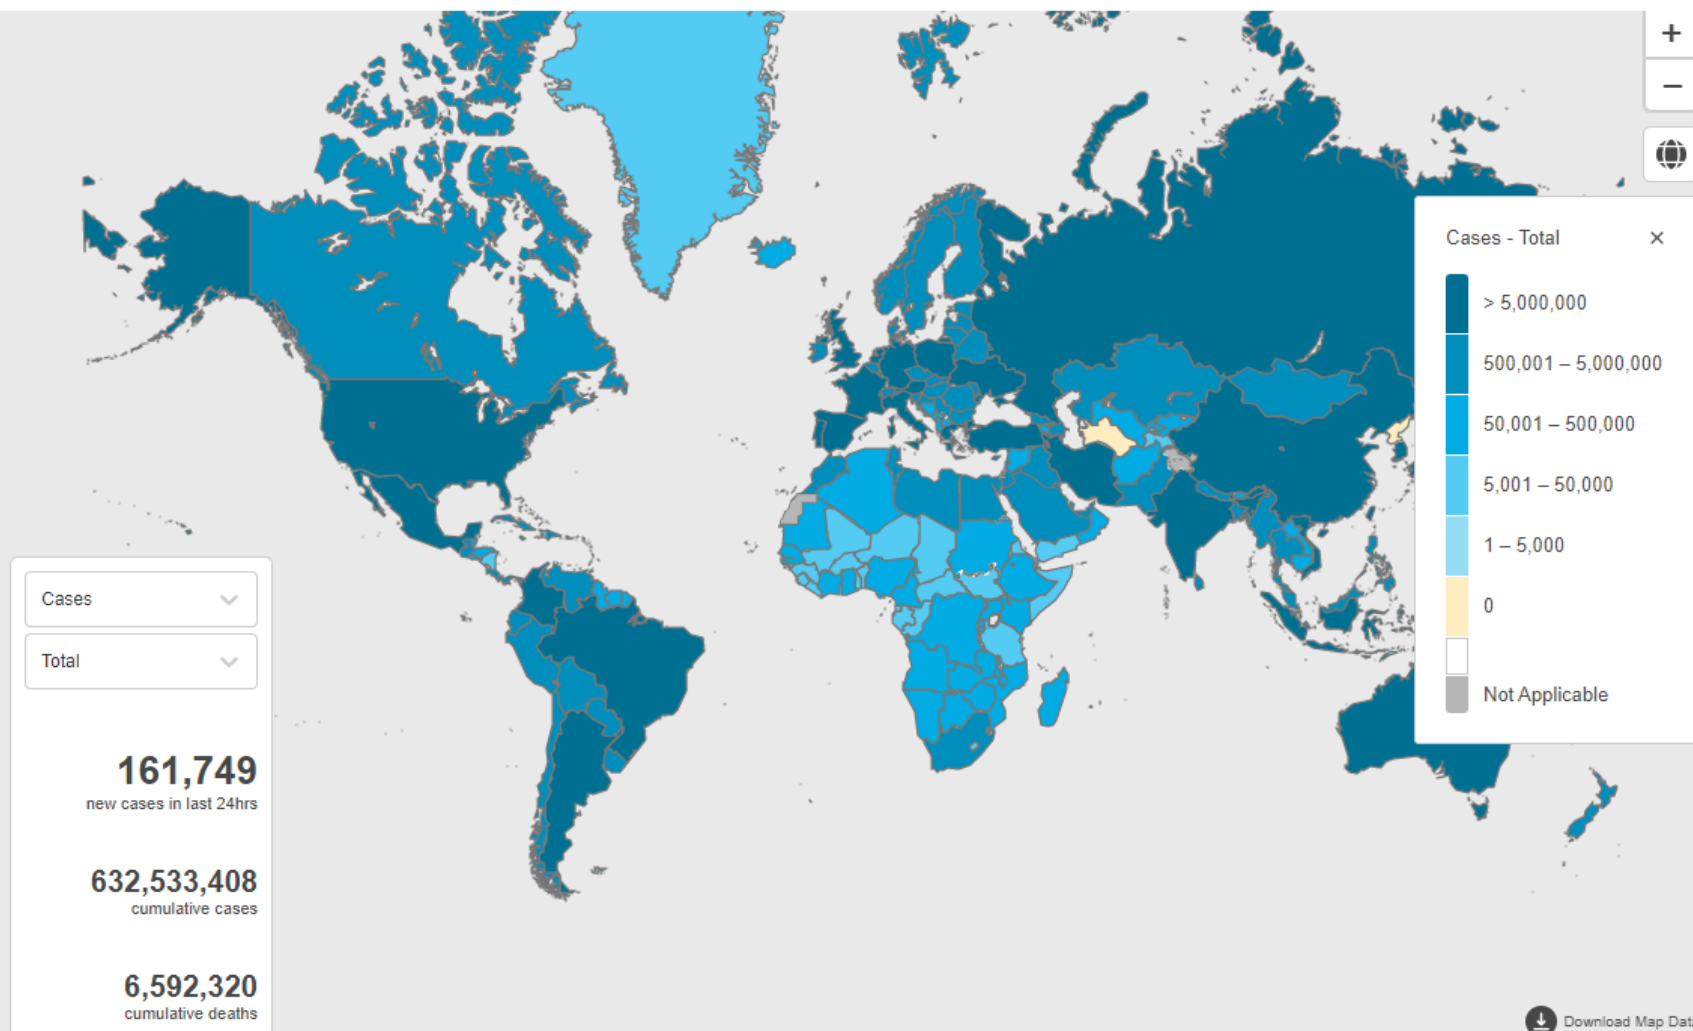 +
−
Cases - Total ×
> 5,000,000
500,001 – 5,000,000
50,001 – 500,000
5,001 – 50,000
1 – 5,000
0
Not Applicable
Cases
Total
161,749
new cases in last 24hrs
632,533,408
cumulative cases
6,592,320
cumulative deaths
Download Map Dat